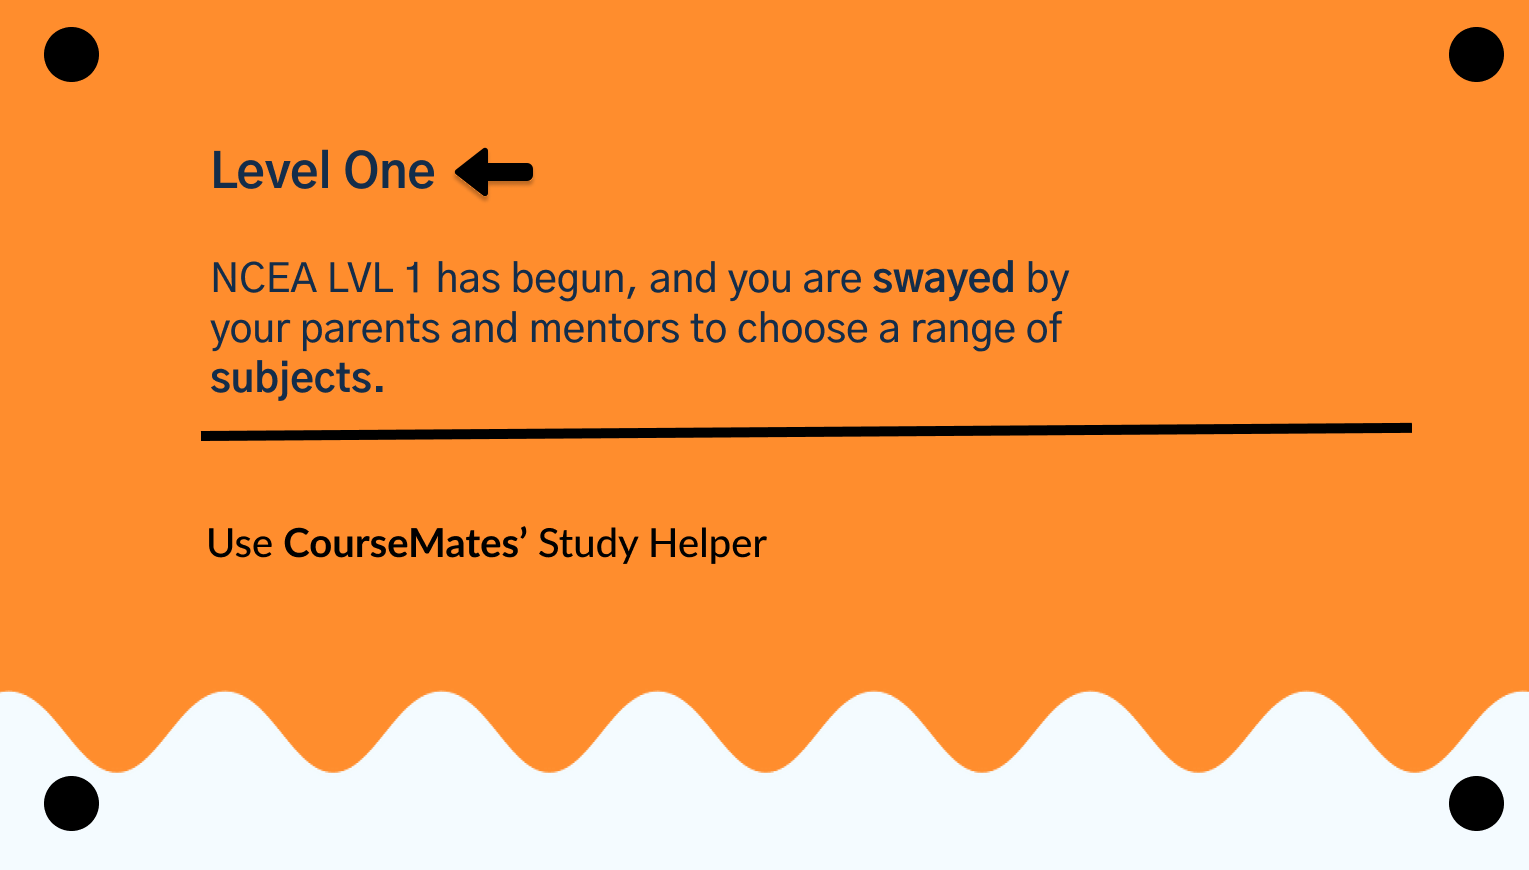 Level One
NCEA LVL 1 has begun, and you are swayed by
your parents and mentors to choose a range of
subjects.
Use CourseMates’ Study Helper